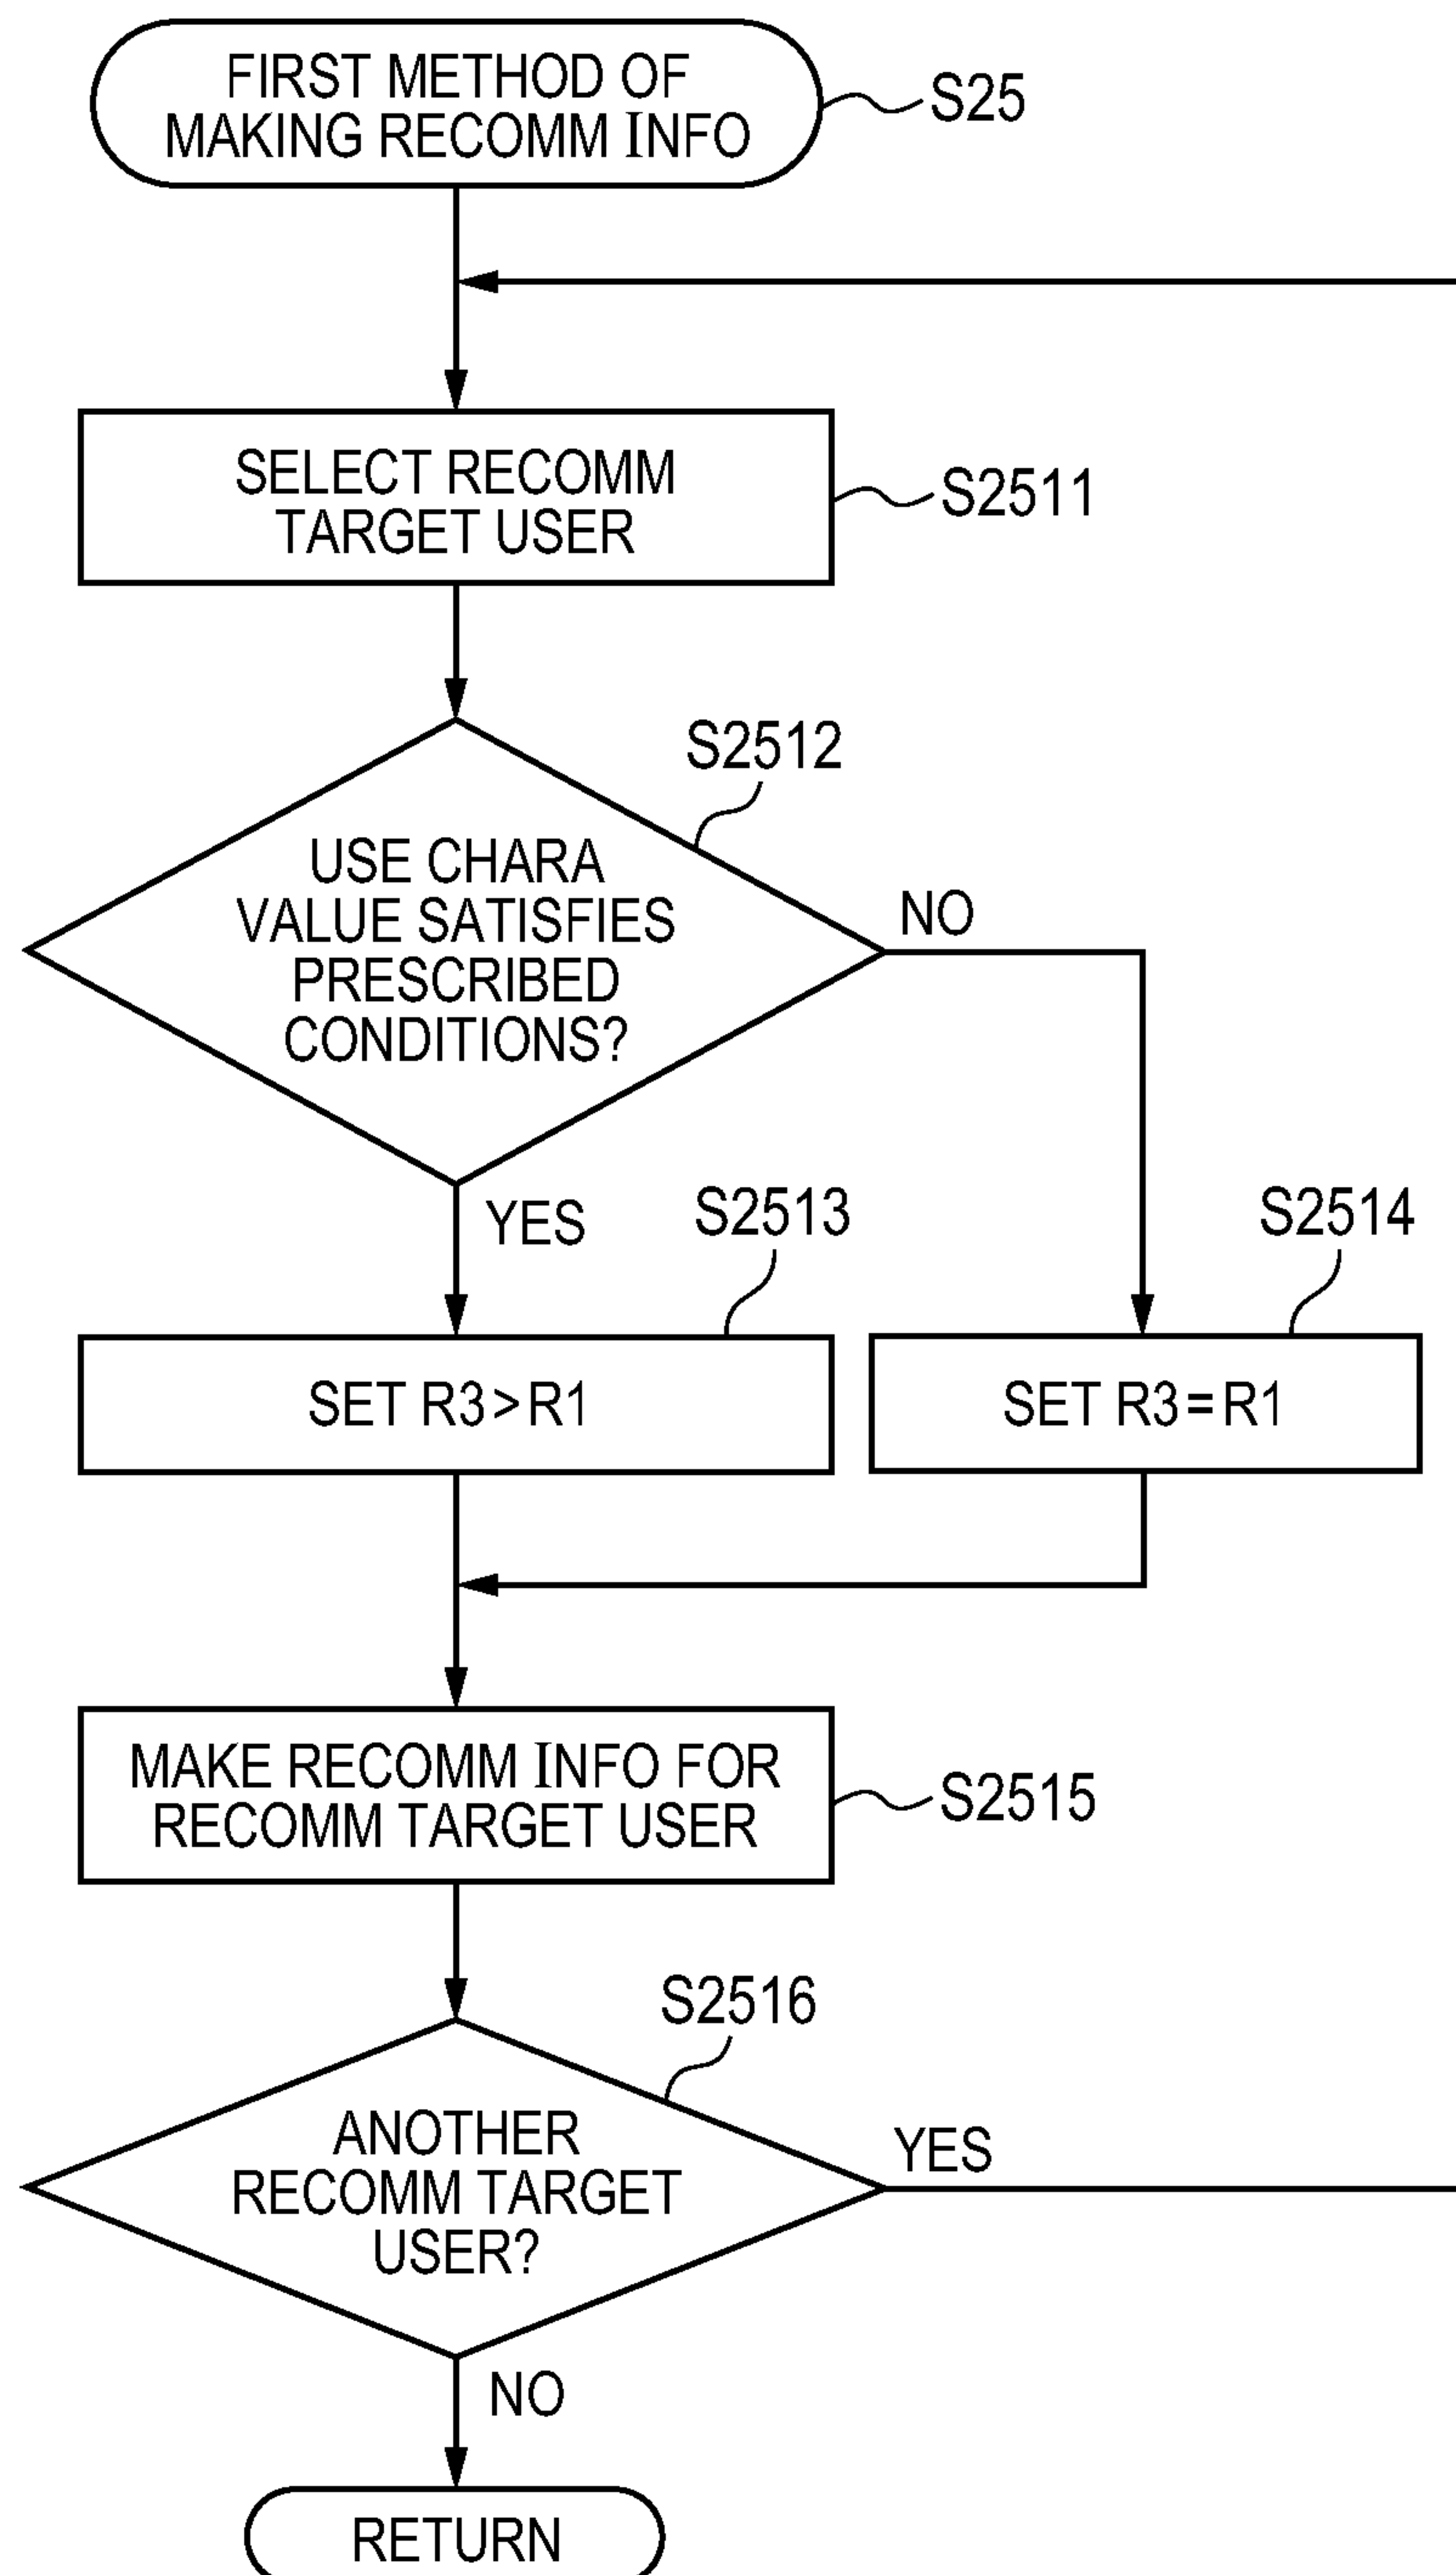 FIRST METHOD OF
MAKING RECOMM INFO
S25
SELECT RECOMM
TARGET USER
S2511
S2512
USE CHARA
VALUE SATISFIES
PRESCRIBED
CONDITIONS?
NO
YES
S2513
S2514
SET R3>R1
SET R3=R1
MAKE RECOMM INFO FOR
RECOMM TARGET USER
S2515
S2516
ANOTHER
RECOMM TARGET
USER?
YES
NO
RETURN